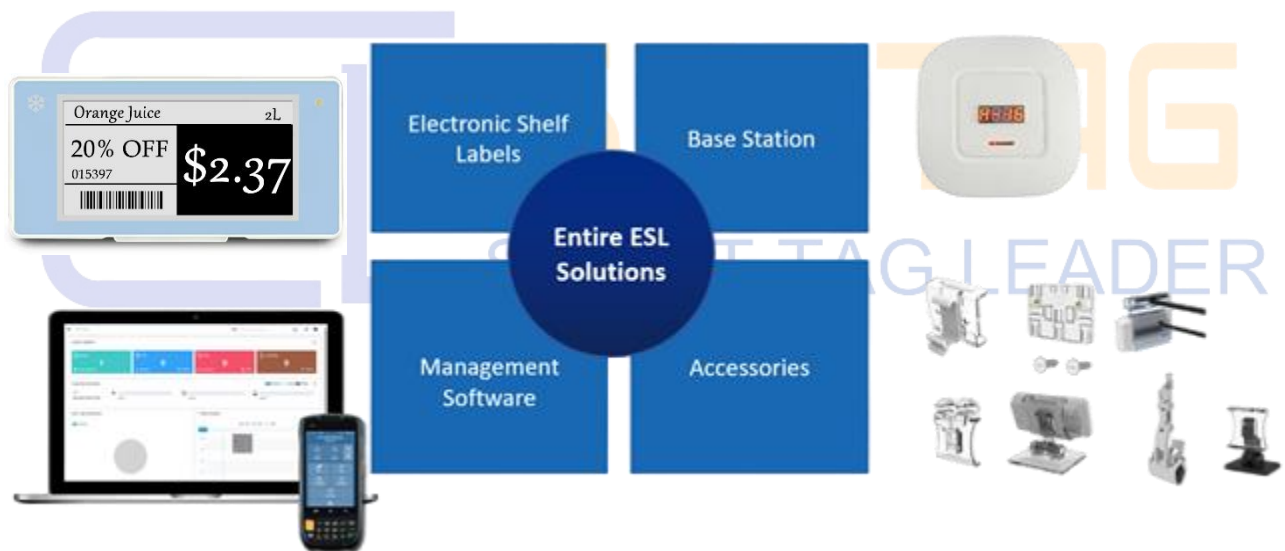 Orange Juice 2L
20% OFF
015397
$2.37
Electronic Shelf
Labels
Base Station
Entire ESL
Solutions
Management
Software
Accessories
TAG LEADER